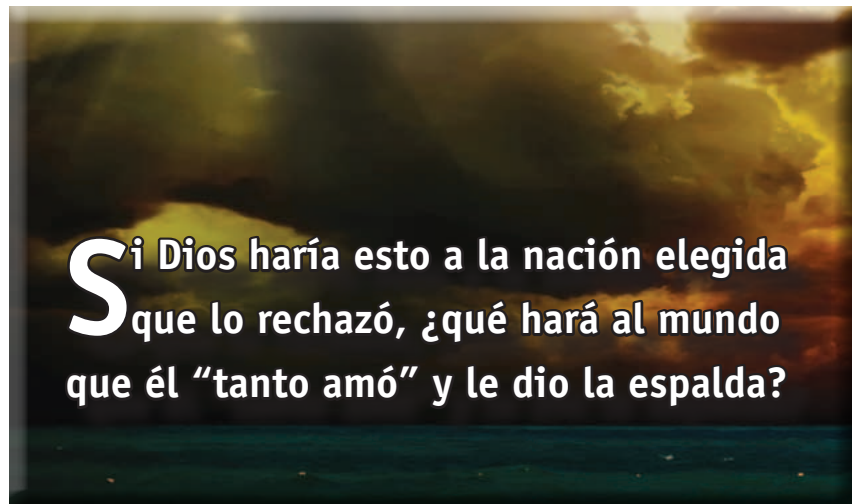 Si Dios haría esto a la nación elegida
que lo rechazó, ¿qué hará al mundo
que él “tanto amó” y le dio la espalda?